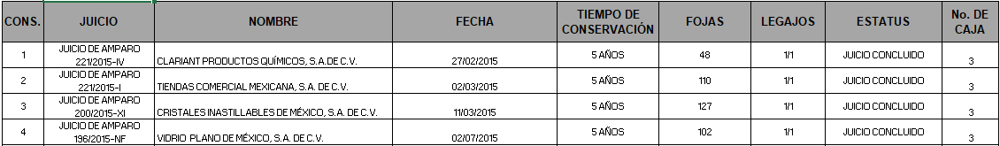 CONS. JUICIO NOMBRE FECHA TIEMPO DE CONSERVACIÓN FOJAS LEGAJOS ESTATUS No. DE CAJA
1 JUICIO DE AMPARO 221/2015-IV CLARIANT PRODUCTOS QUÍMICOS, S.A. DE C.V. 27/02/2015 5 AÑOS 48 1/1 JUICIO CONCLUIDO 3
2 JUICIO DE AMPARO 221/2015-I TIENDAS COMERCIAL MEXICANA, S.A. DE C.V. 02/03/2015 5 AÑOS 110 1/1 JUICIO CONCLUIDO 3
3 JUICIO DE AMPARO 200/2015-XI CRISTALES INASTILLABLES DE MÉXICO, S.A. DE C.V. 11/03/2015 5 AÑOS 127 1/1 JUICIO CONCLUIDO 3
4 JUICIO DE AMPARO 196/2015-NF VIDRIO PLANO DE MÉXICO, S.A. DE C.V. 02/07/2015 5 AÑOS 102 1/1 JUICIO CONCLUIDO 3